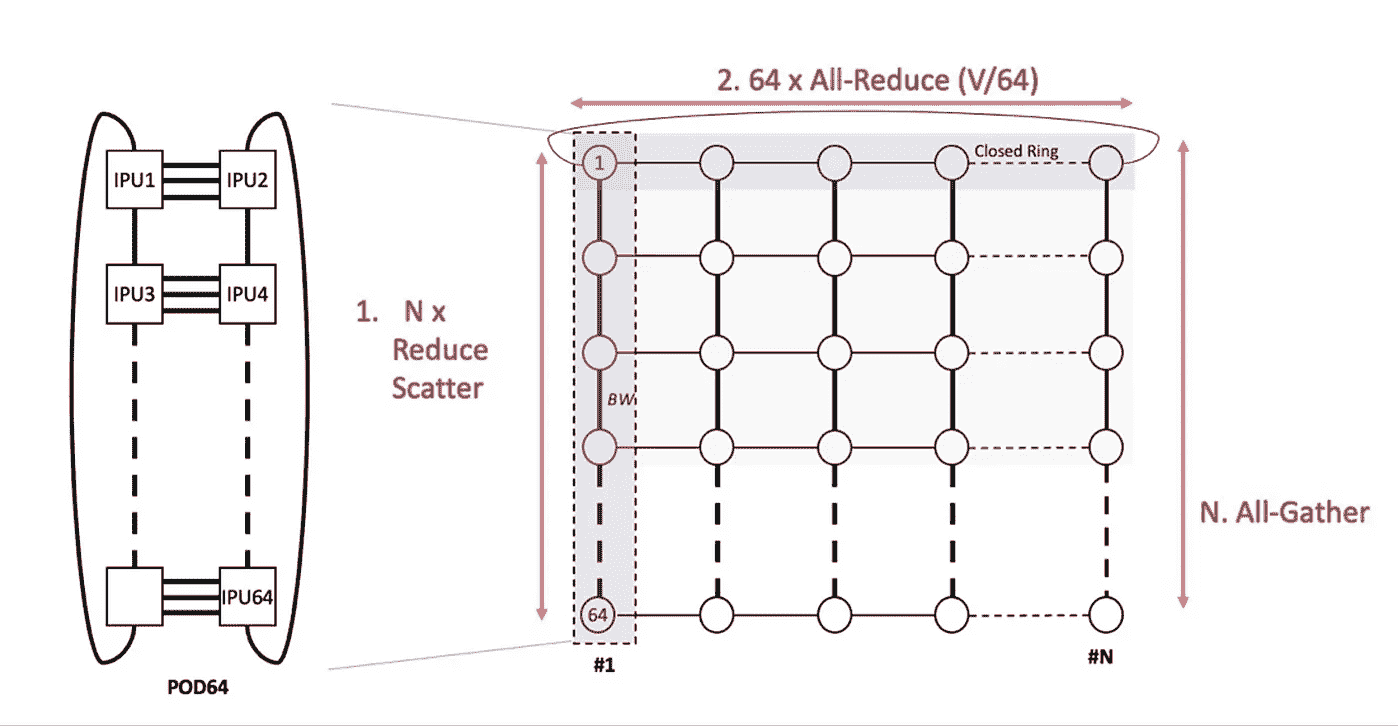 2. 64 x All-Reduce (V/64)
IPU1
IPU2
IPU3
IPU4
IPU64
POD64
1. N x
Reduce
Scatter
1
Closed Ring
BW
64
#1
#N
N. All-Gather